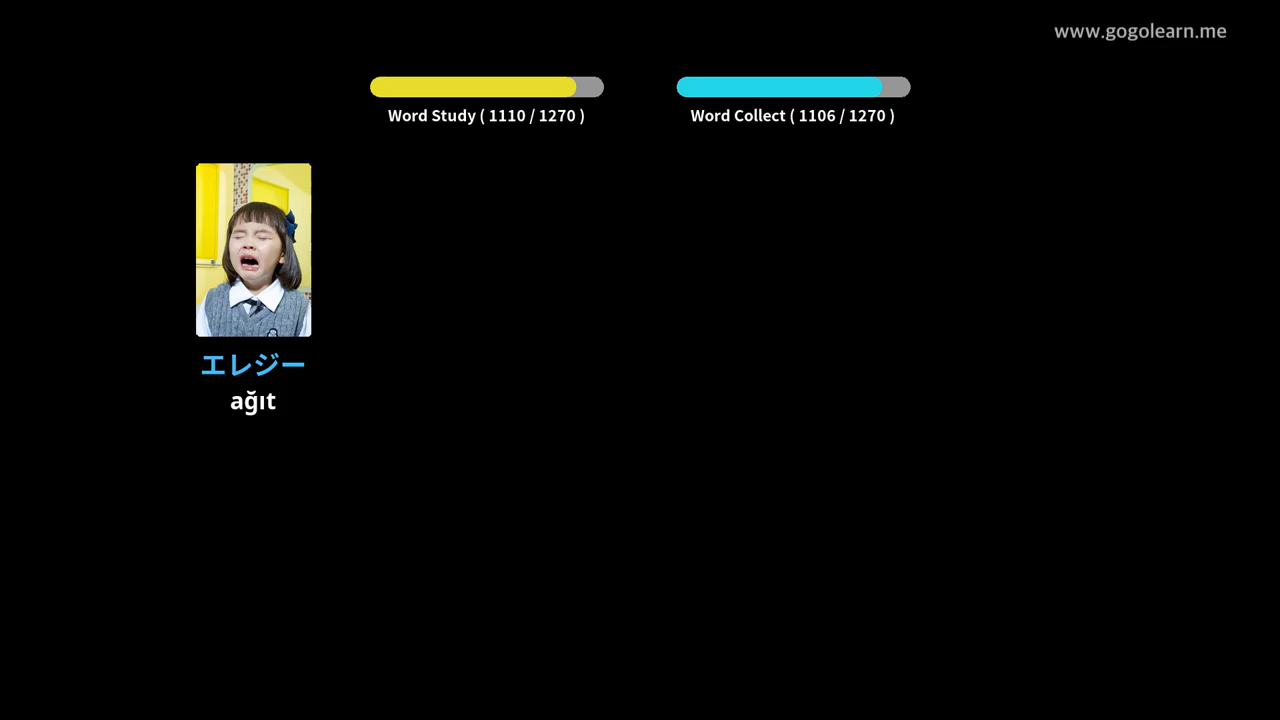 www.gogolearn.me
Word Study ( 1110 / 1270 )
Word Collect ( 1106 / 1270 )
エレジー
ağıt